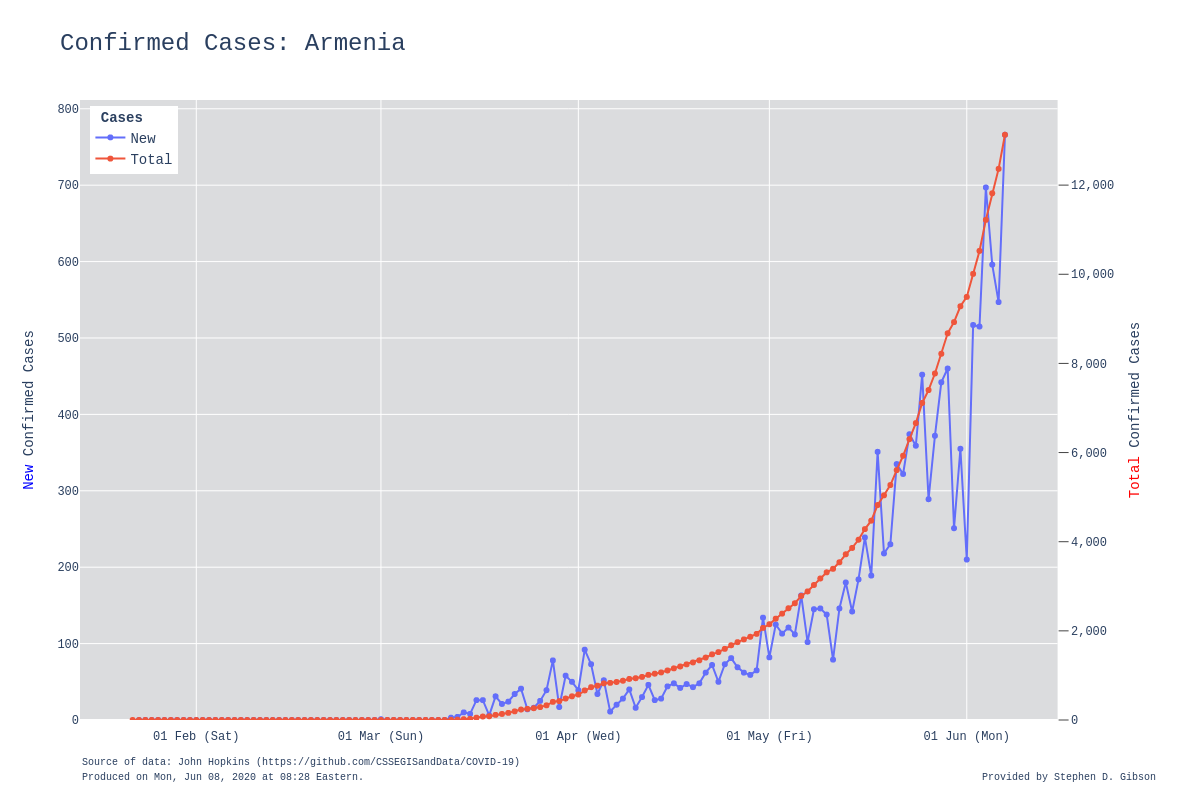 Confirmed Cases: Armenia
Cases
New
Total
800
700
600
500
400
300
200
100
0
New Confirmed Cases
12,000
10,000
8,000
6,000
4,000
2,000
0
Total Confirmed Cases
01 Feb (Sat)
01 Mar (Sun)
01 Apr (Wed)
01 May (Fri)
01 Jun (Mon)
Source of data: John Hopkins (https://github.com/CSSEGISandData/COVID-19)
Produced on Mon, Jun 08, 2020 at 08:28 Eastern.
Provided by Stephen D. Gibson